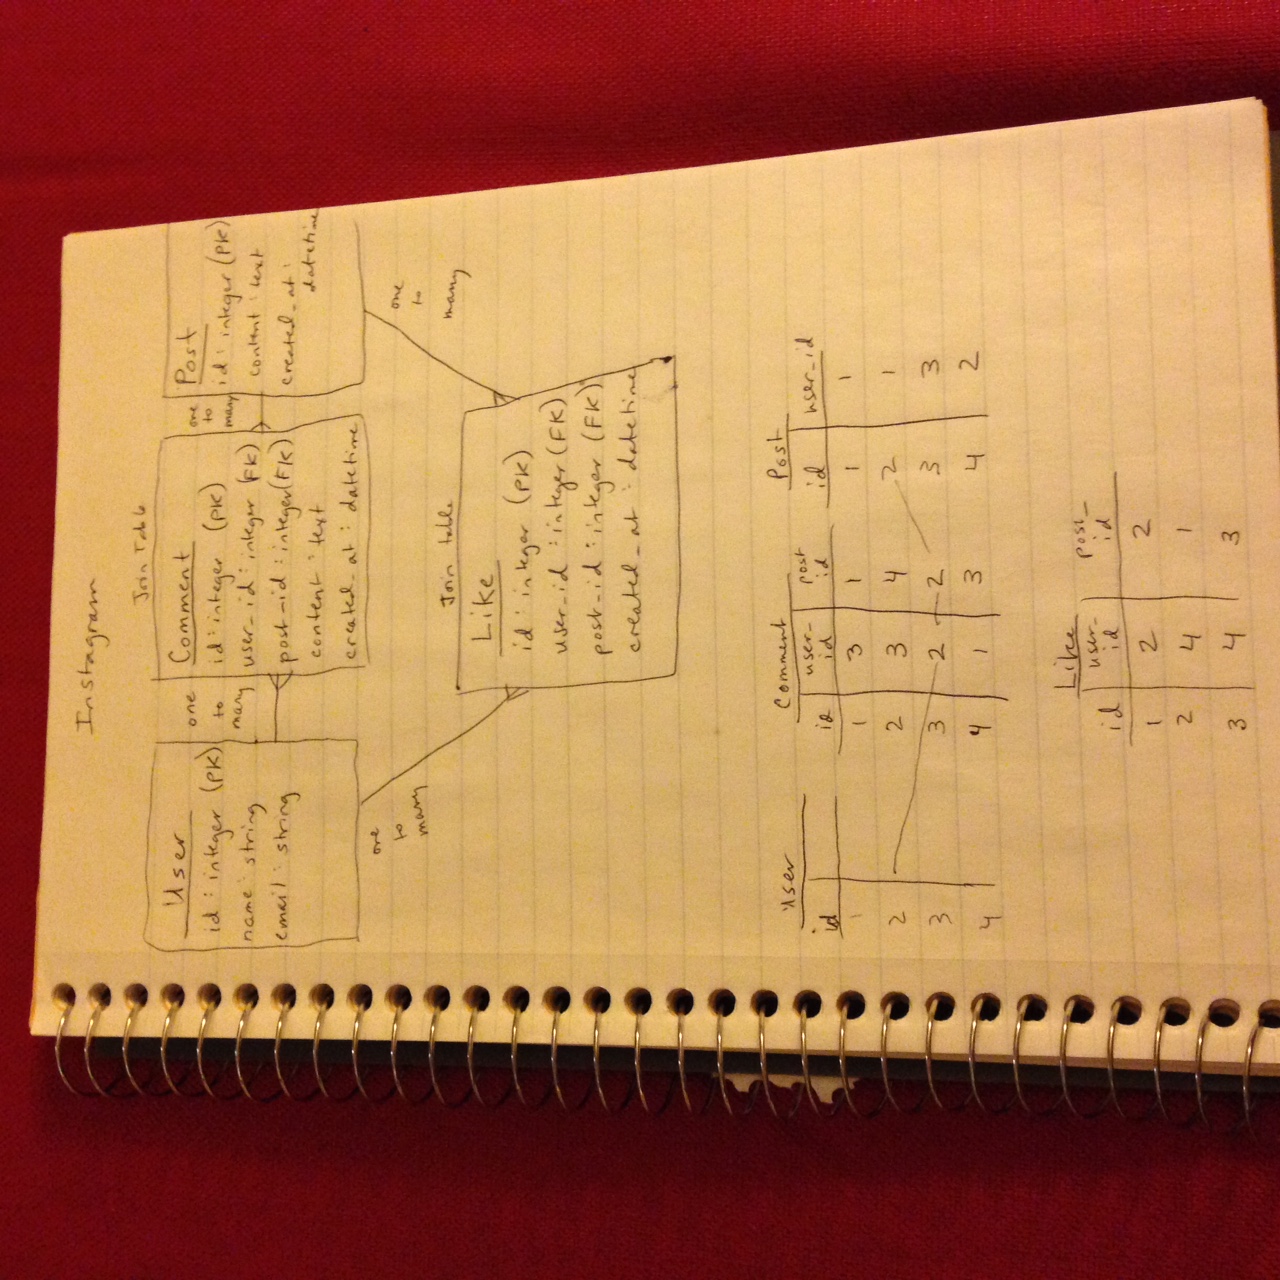 Instagram
User
id : integer (PK)
name : string
email : string
one
to
many
Join Table
Comment
id : integer (PK)
user_id : integer (FK)
post_id : integer (FK)
content : text
created_at : datetime
one
to
many
Post
id : integer (PK)
content : text
created_at :
datetime
one
to
many
one
to
many
Join table
Like
id : integer (PK)
user_id : integer (FK)
post_id : integer (FK)
created_at : datetime
User
id
1
2
3
4
Comment
id user_id post id
1 3 1
2 3 4
3 2 2
4 1 3
Post
id user_id
1 1
2 1
3 3
4 2
Like
id user_id post_id
1 2 2
2 4 1
3 4 3